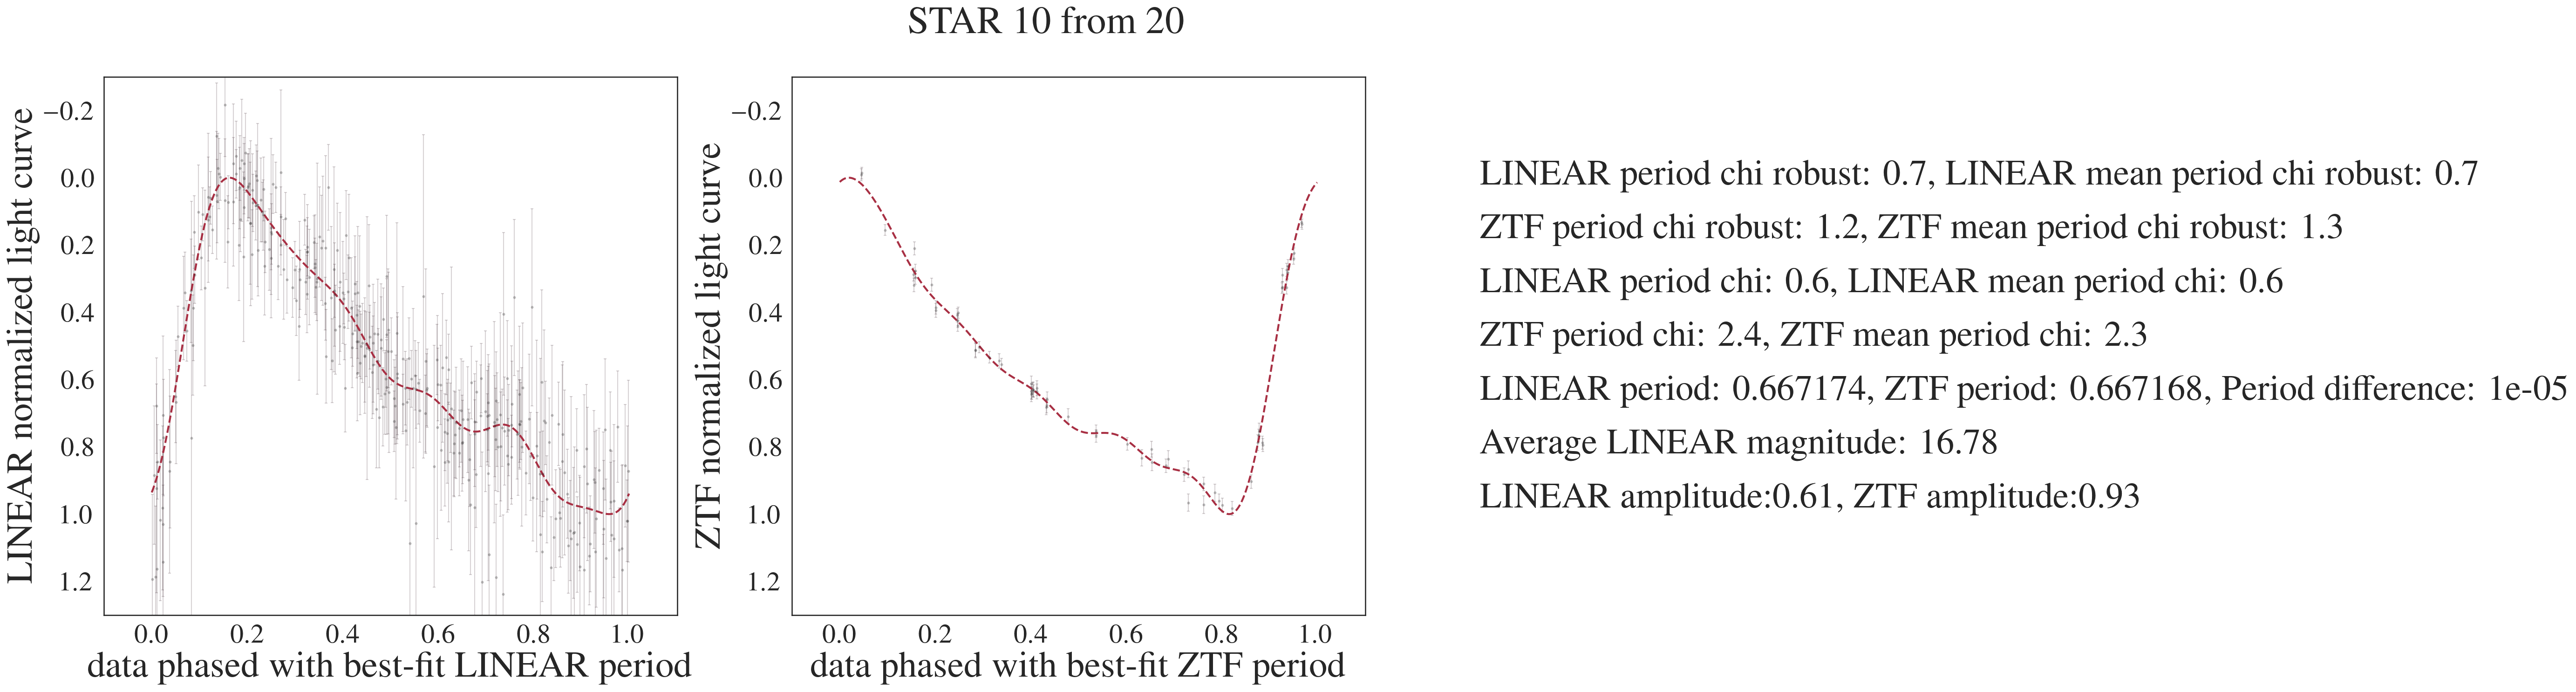 STAR 10 from 20
LINEAR normalized light curve
−0.2
0.0
0.2
0.4
0.6
0.8
1.0
1.2
0.0 0.2 0.4 0.6 0.8 1.0
data phased with best-fit LINEAR period
ZTF normalized light curve
−0.2
0.0
0.2
0.4
0.6
0.8
1.0
1.2
0.0 0.2 0.4 0.6 0.8 1.0
data phased with best-fit ZTF period
LINEAR period chi robust: 0.7, LINEAR mean period chi robust: 0.7
ZTF period chi robust: 1.2, ZTF mean period chi robust: 1.3
LINEAR period chi: 0.6, LINEAR mean period chi: 0.6
ZTF period chi: 2.4, ZTF mean period chi: 2.3
LINEAR period: 0.667174, ZTF period: 0.667168, Period difference: 1e-05
Average LINEAR magnitude: 16.78
LINEAR amplitude:0.61, ZTF amplitude:0.93